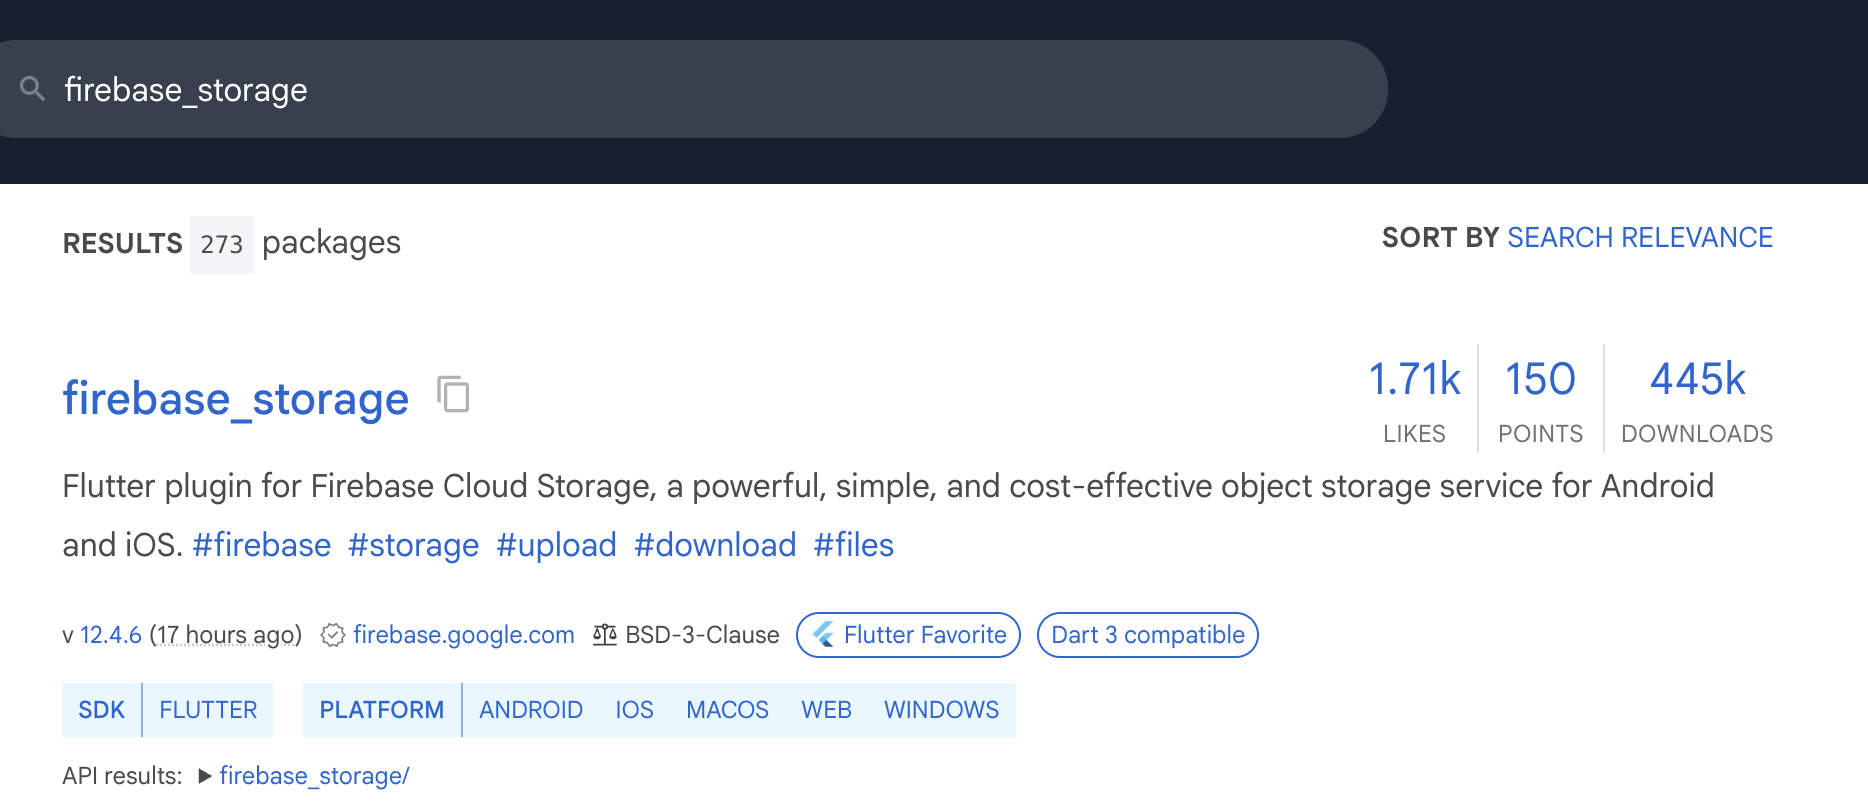 firebase_storage
RESULTS 273 packages
SORT BY SEARCH RELEVANCE
firebase_storage
1.71k LIKES
150 POINTS
445k DOWNLOADS
Flutter plugin for Firebase Cloud Storage, a powerful, simple, and cost-effective object storage service for Android
and iOS. #firebase #storage #upload #download #files
v 12.4.6 (17 hours ago) firebase.google.com BSD-3-Clause Flutter Favorite Dart 3 compatible
SDK FLUTTER PLATFORM ANDROID IOS MACOS WEB WINDOWS
API results: ▶ firebase_storage/